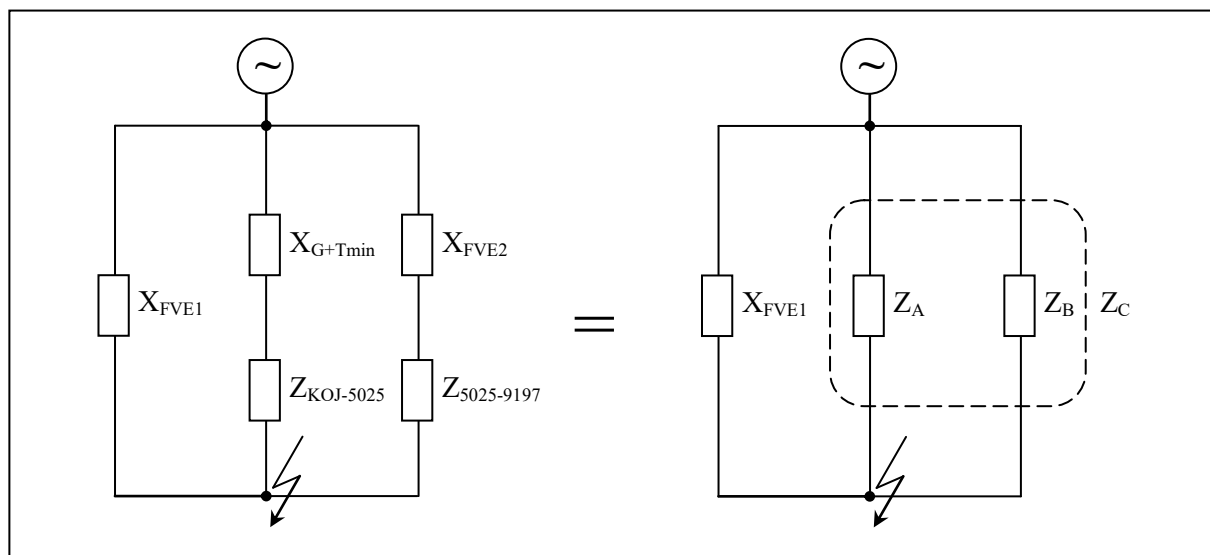 ~
X_G+Tmin
X_FVE2
X_FVE1
Z_KOJ-5025
Z_5025-9197
=
~
X_FVE1
Z_A
Z_B
Z_C